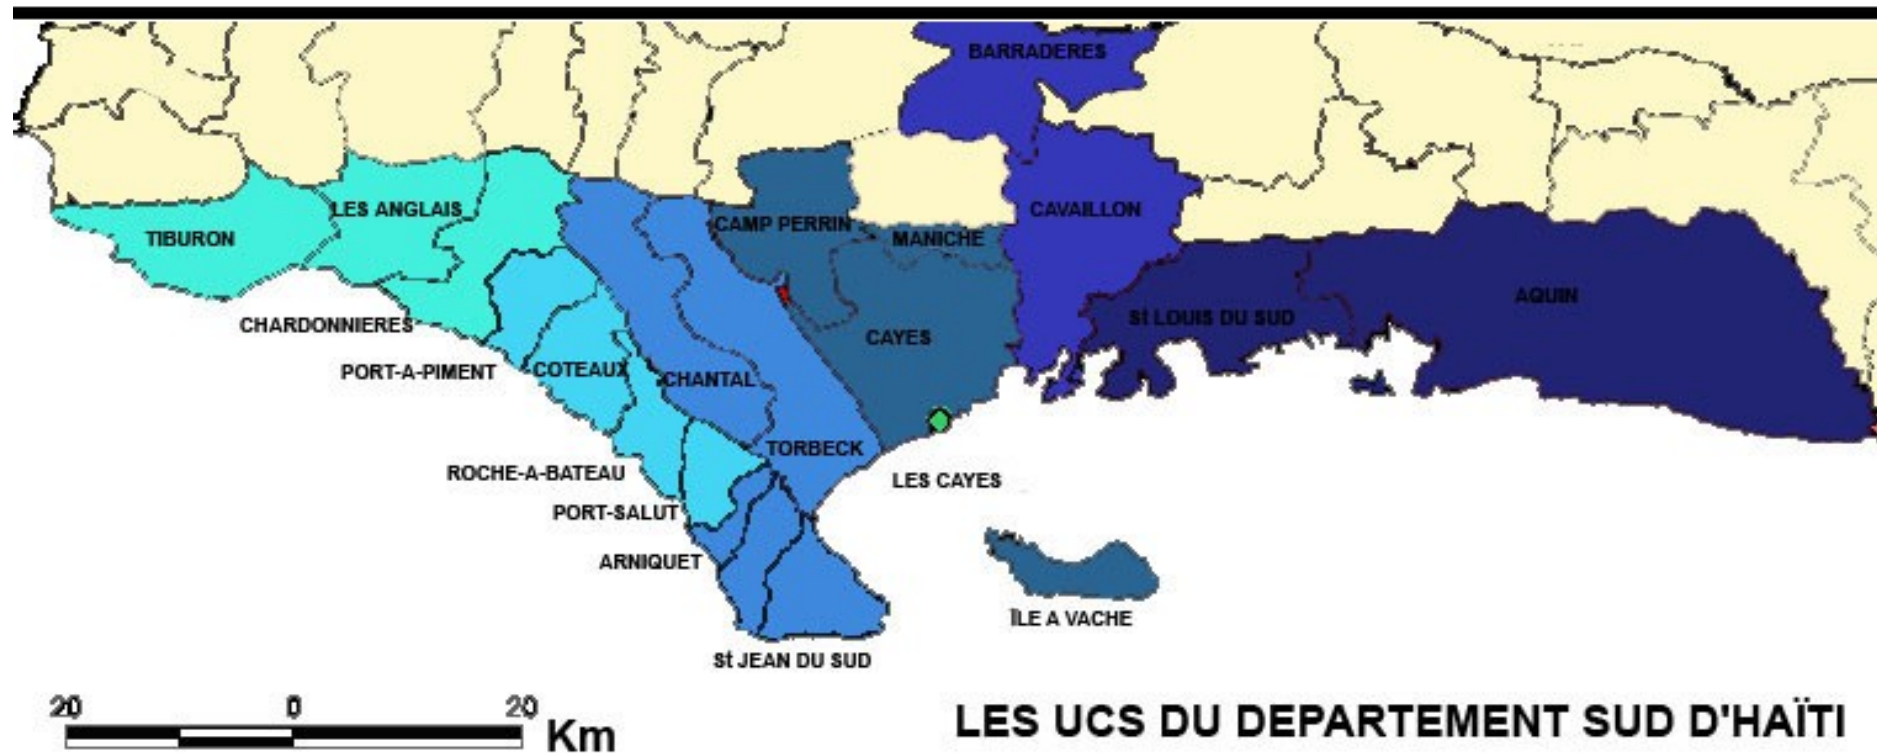 BARRADERES
LES ANGLAIS
CAVAILLON
CAMP PERRIN
TIBURON
MANICHE
AQUIN
St LOUIS DU SUD
CHARDONNIERES
CAYES
PORT-A-PIMENT
COTEAUX
CHANTAL
TORBECK
ROCHE-A-BATEAU
LES CAYES
PORT-SALUT
ARNIQUET
ÎLE A VACHE
St JEAN DU SUD
20 0 20
Km
LES UCS DU DEPARTEMENT SUD D'HAÏTI